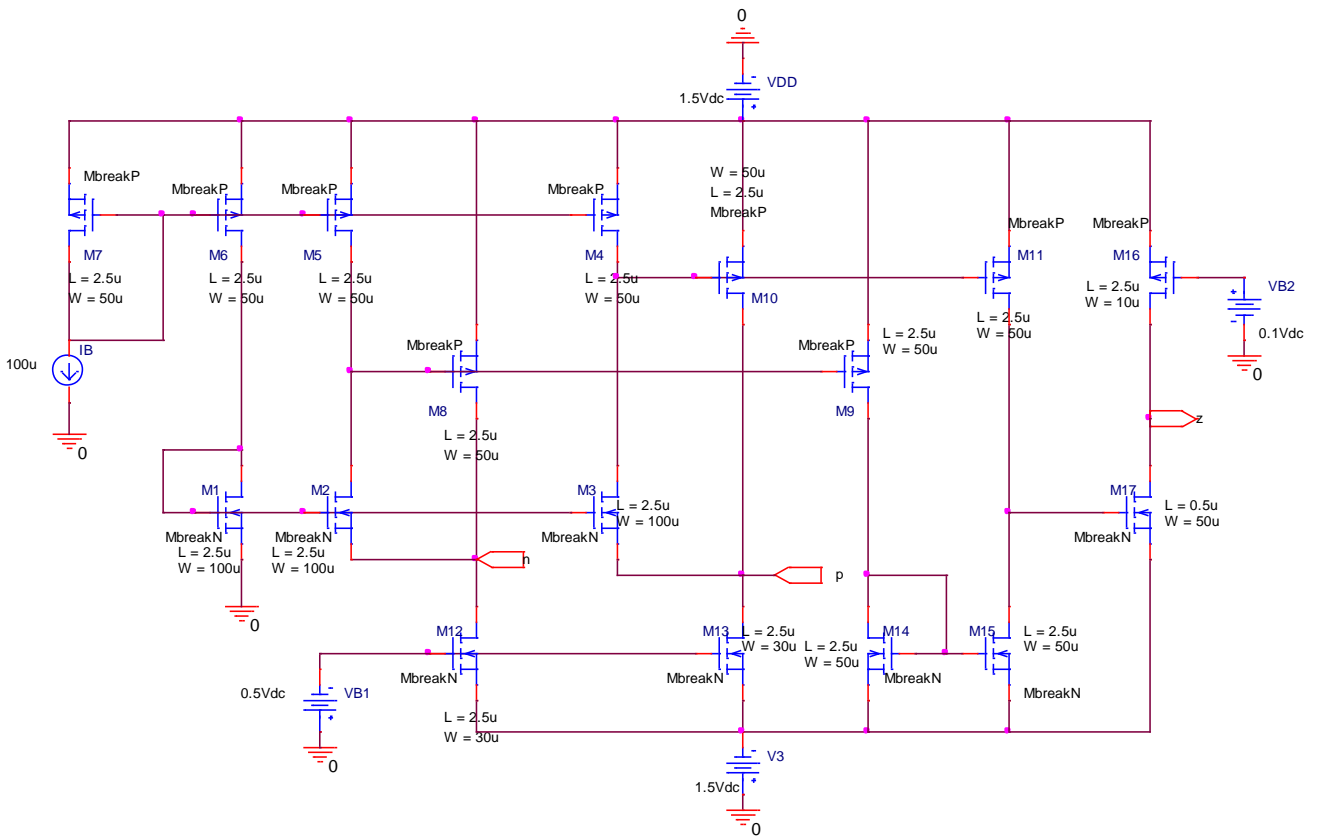 0
VDD
1.5Vdc
MbreakP
MbreakP
MbreakP
MbreakP
W = 50u
L = 2.5u
MbreakP
MbreakP
MbreakP
M7
M6
M5
M4
M10
M11
M16
L = 2.5u
W = 50u
L = 2.5u
W = 50u
L = 2.5u
W = 50u
L = 2.5u
W = 50u
L = 2.5u
W = 50u
L = 2.5u
W = 10u
VB2
0.1Vdc
0
IB
100u
0
MbreakP
M8
L = 2.5u
W = 50u
MbreakP
M9
L = 2.5u
W = 50u
z
M1
MbreakN
L = 2.5u
W = 100u
M2
MbreakN
L = 2.5u
W = 100u
M3
MbreakN
L = 2.5u
W = 100u
M17
MbreakN
L = 0.5u
W = 50u
n
p
0
M12
MbreakN
L = 2.5u
W = 30u
M13
MbreakN
L = 2.5u
W = 30u
M14
L = 2.5u
W = 50u
MbreakN
M15
L = 2.5u
W = 50u
MbreakN
0.5Vdc
VB1
0
V3
1.5Vdc
0